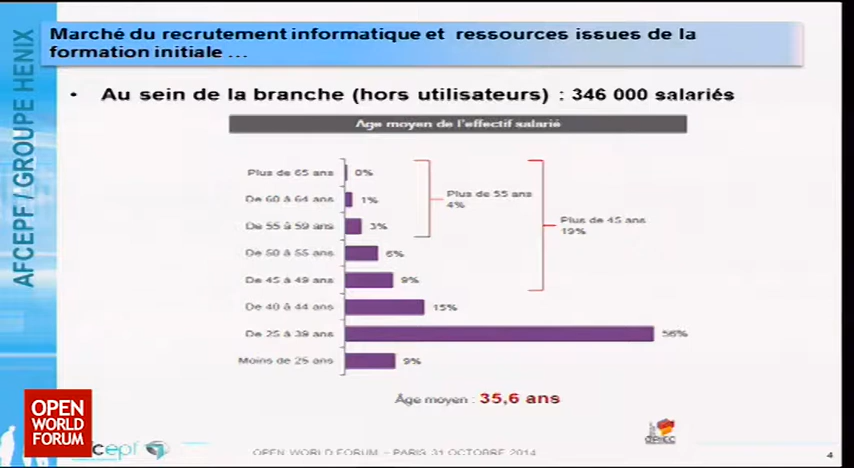 Marché du recrutement informatique et ressources issues de la
formation initiale ...
• Au sein de la branche (hors utilisateurs) : 346 000 salariés
Age moyen de l'effectif salarié
Plus de 65 ans 0%
De 60 à 64 ans 1%
De 55 à 59 ans 3%
De 50 à 55 ans 6%
De 45 à 49 ans 9%
De 40 à 44 ans 15%
De 25 à 39 ans 56%
Moins de 25 ans 9%
Plus de 55 ans
4%
Plus de 45 ans
19%
Âge moyen : 35,6 ans
AFCEPF / GROUPE HENIX
OPEN
WORLD
FORUM
cepf
OPEN WORLD FORUM – PARIS 31 OCTOBRE 2014
4